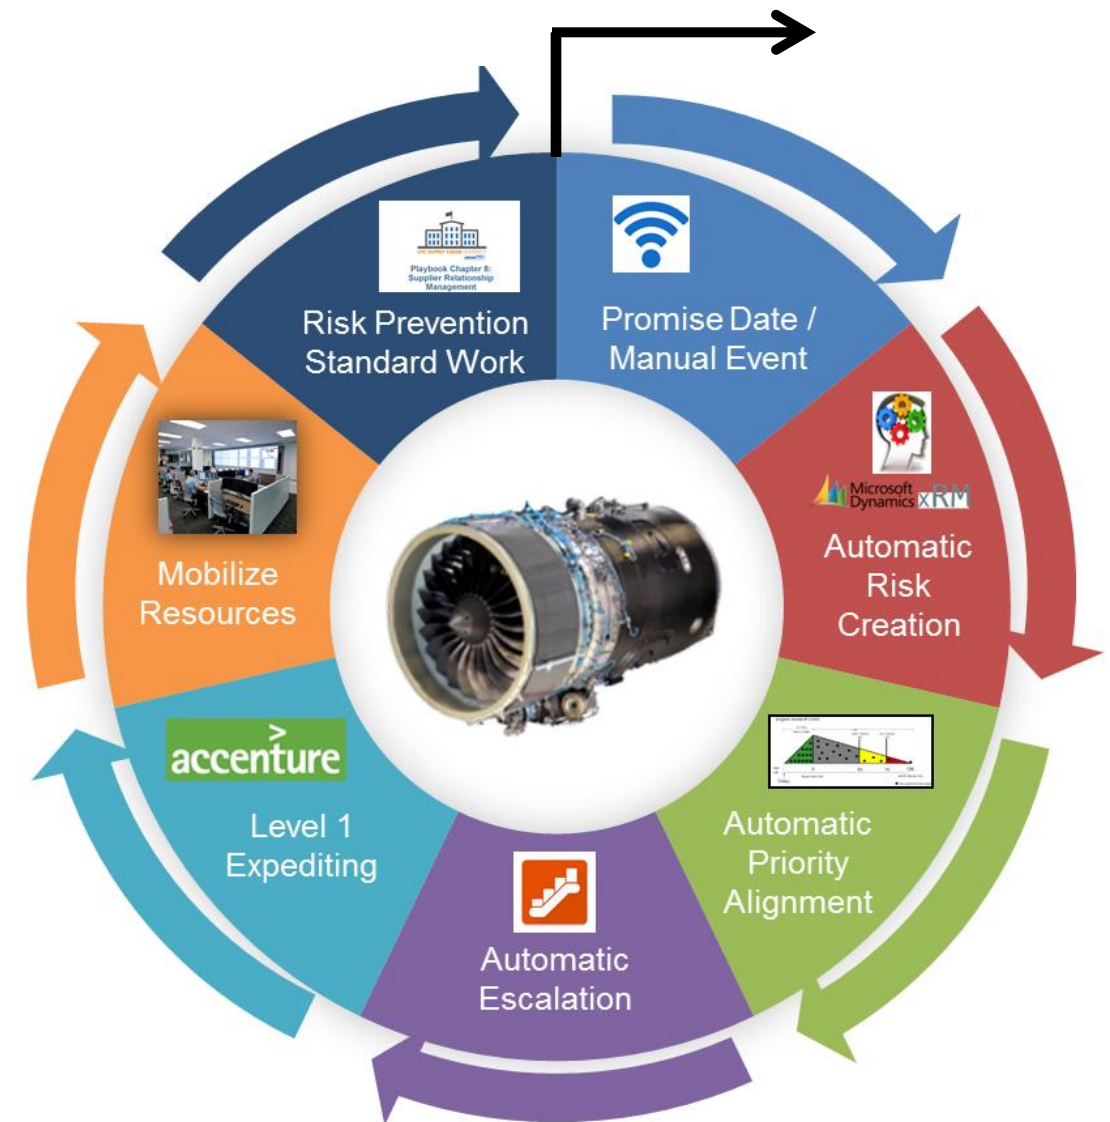 Playbook Chapter 8:
Supplier Relationship
Management
Risk Prevention
Standard Work
Promise Date /
Manual Event
Microsoft
Dynamics xRM
Automatic
Risk
Creation
Automatic
Priority
Alignment
Automatic
Escalation
accenture
Level 1
Expediting
Mobilize
Resources